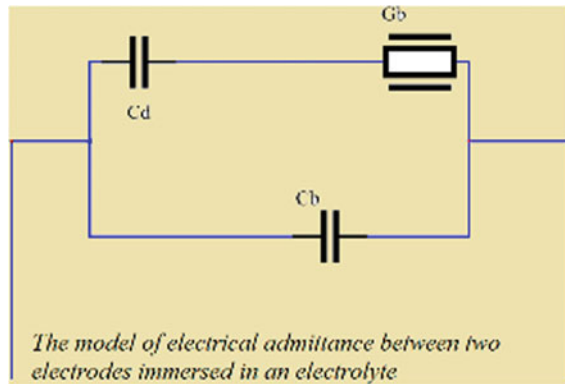 Gb
Cd
Cb
The model of electrical admittance between two
electrodes immersed in an electrolyte